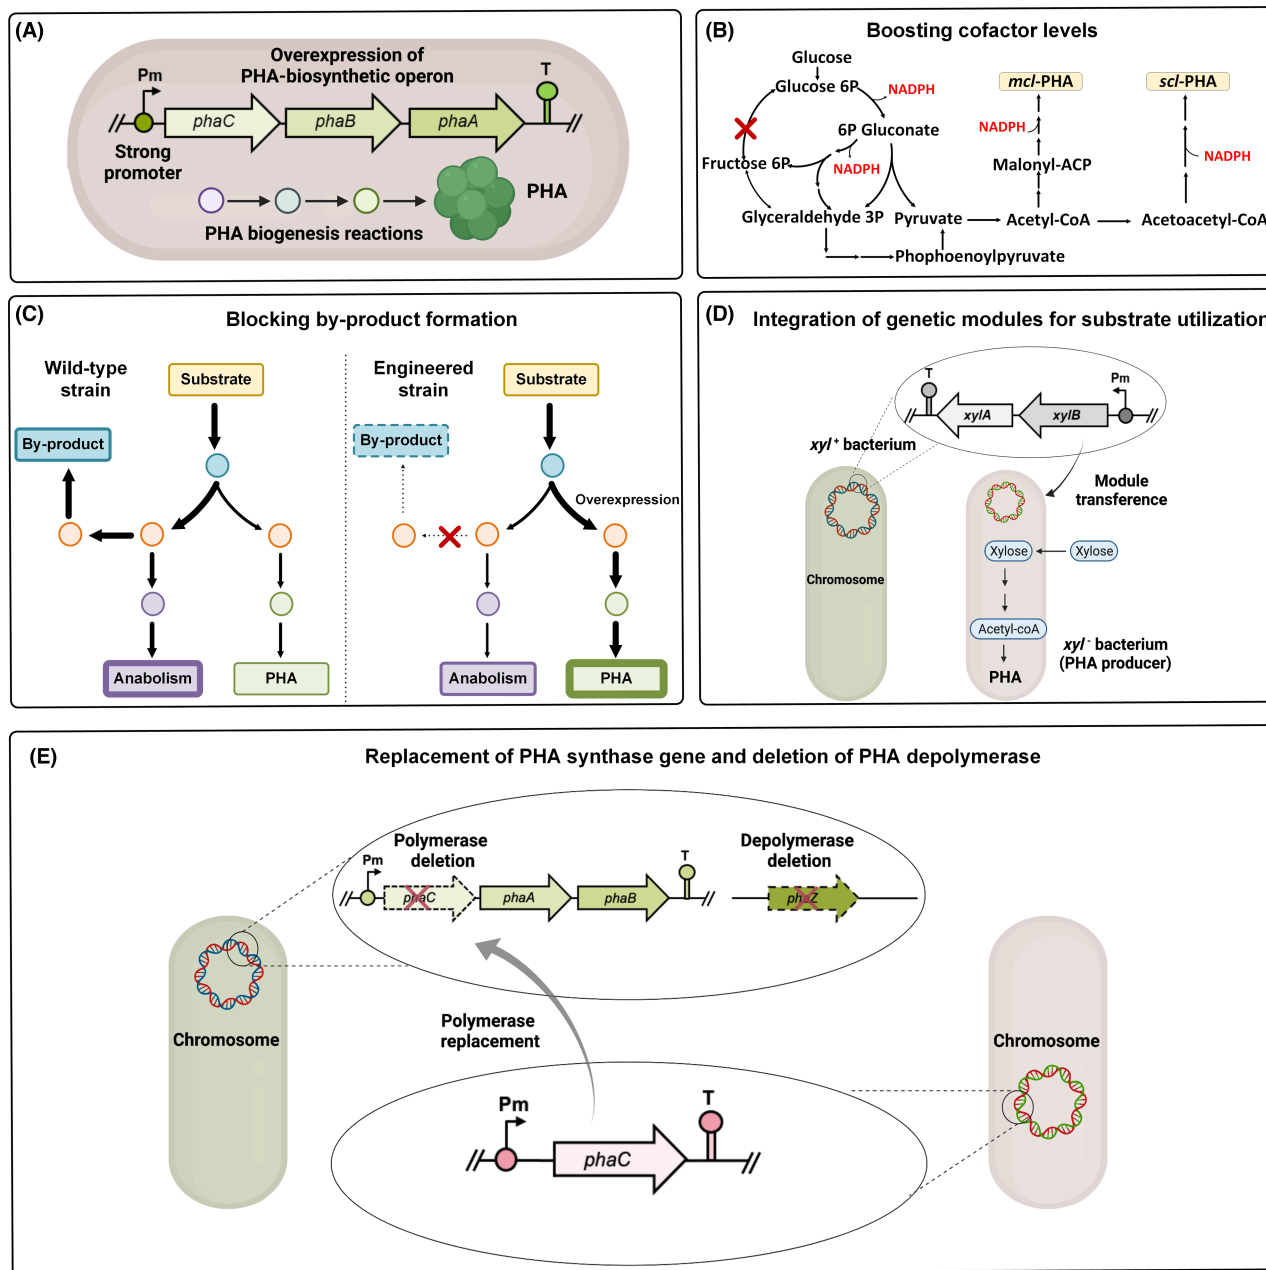 (A)
Overexpression of
PHA-biosynthetic operon
Pm
T
phaC
phaB
phaA
Strong
promoter
PHA
PHA biogenesis reactions
(B)
Boosting cofactor levels
Glucose
Glucose 6P
NADPH
6P Gluconate
NADPH
Fructose 6P
Glyceraldehyde 3P
Pyruvate
Phophoenoylpyruvate
mcl-PHA
NADPH
Malonyl-ACP
Acetyl-CoA
scl-PHA
NADPH
Acetoacetyl-CoA
(C)
Blocking by-product formation
Wild-type
strain
Substrate
By-product
Anabolism
PHA
Engineered
strain
Substrate
By-product
Overexpression
Anabolism
PHA
(D)
Integration of genetic modules for substrate utilization
T
Pm
xylA
xylB
xyl+ bacterium
Module
transference
Chromosome
Xylose
Xylose
Acetyl-coA
PHA
xyl- bacterium
(PHA producer)
(E)
Replacement of PHA synthase gene and deletion of PHA depolymerase
Polymerase
deletion
Depolymerase
deletion
Pm
T
phaC
phaA
phaB
phaZ
Chromosome
Polymerase
replacement
Chromosome
Pm
T
phaC